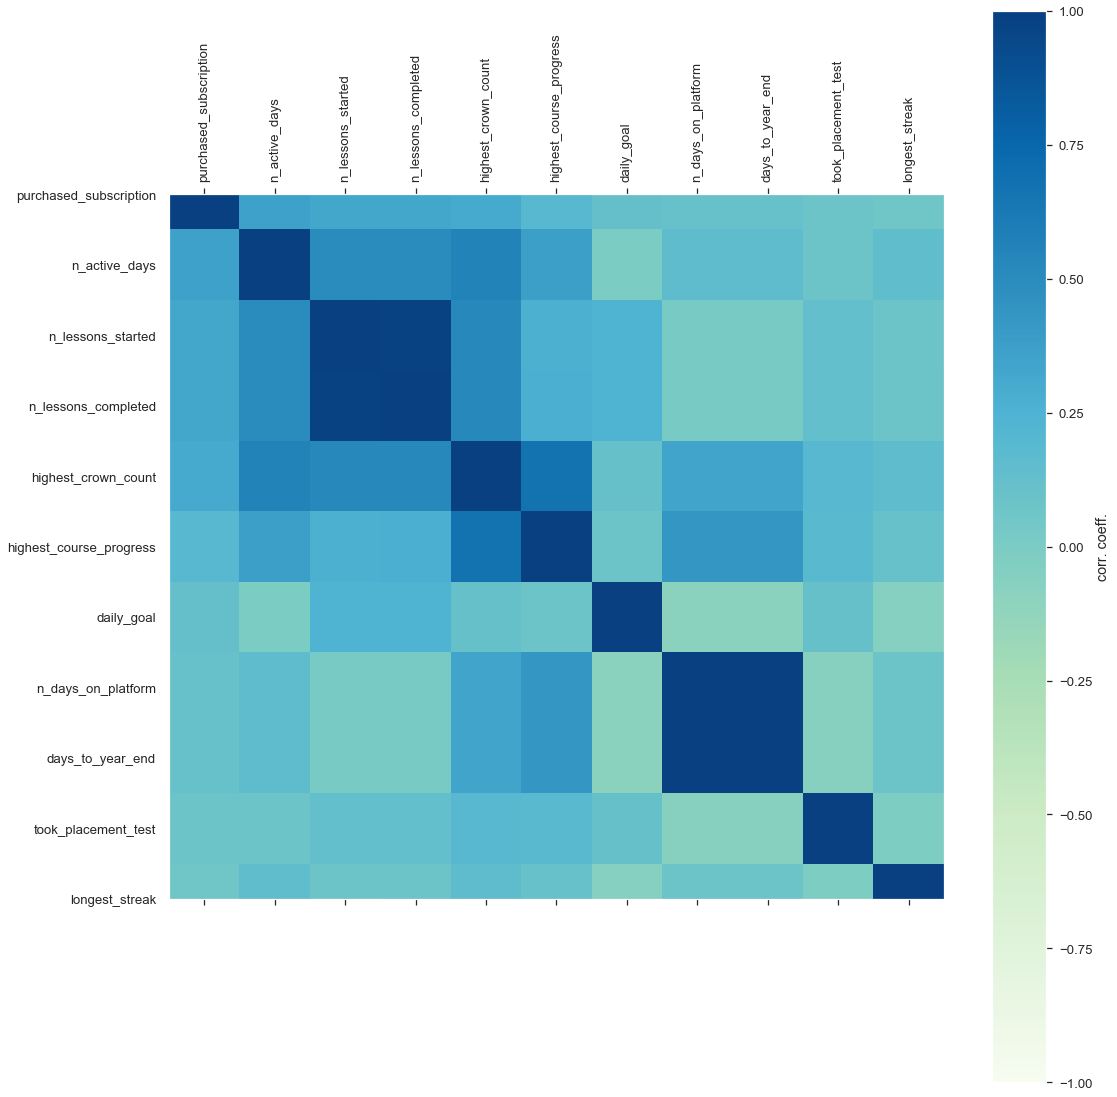 purchased_subscription
n_active_days
n_lessons_started
n_lessons_completed
highest_crown_count
highest_course_progress
daily_goal
n_days_on_platform
days_to_year_end
took_placement_test
longest_streak
purchased_subscription
n_active_days
n_lessons_started
n_lessons_completed
highest_crown_count
highest_course_progress
daily_goal
n_days_on_platform
days_to_year_end
took_placement_test
longest_streak
1.00
0.75
0.50
0.25
0.00
−0.25
−0.50
−0.75
−1.00
corr. coeff.